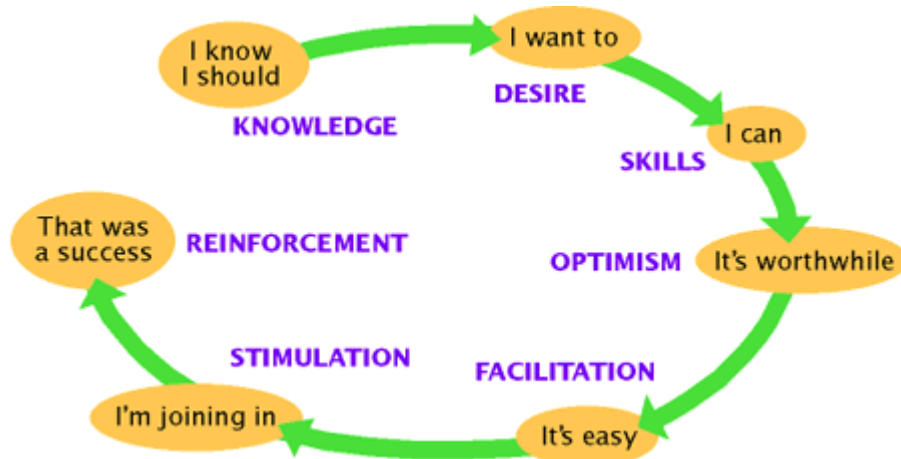 I know
I should
KNOWLEDGE
I want to
DESIRE
I can
SKILLS
It's worthwhile
OPTIMISM
It's easy
FACILITATION
I'm joining in
STIMULATION
That was
a success
REINFORCEMENT